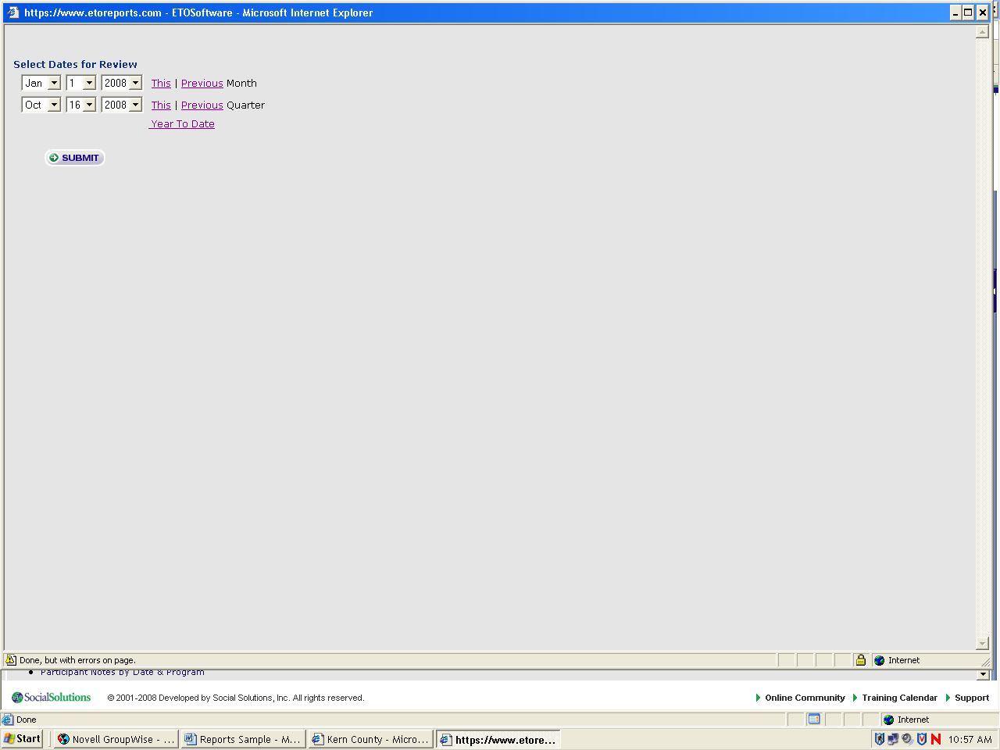 https://www.etoreports.com - ETOSoftware - Microsoft Internet Explorer
Select Dates for Review
Jan 1 2008 This | Previous Month
Oct 16 2008 This | Previous Quarter
Year To Date
SUBMIT
Done, but with errors on page. Internet
Participant Notes by Date & Program
SocialSolutions © 2001-2008 Developed by Social Solutions, Inc. All rights reserved. Online Community Training Calendar Support
Done Internet
Start Novell GroupWise - ... Reports Sample - M... Kern County - Micro... https://www.etore... 10:57 AM